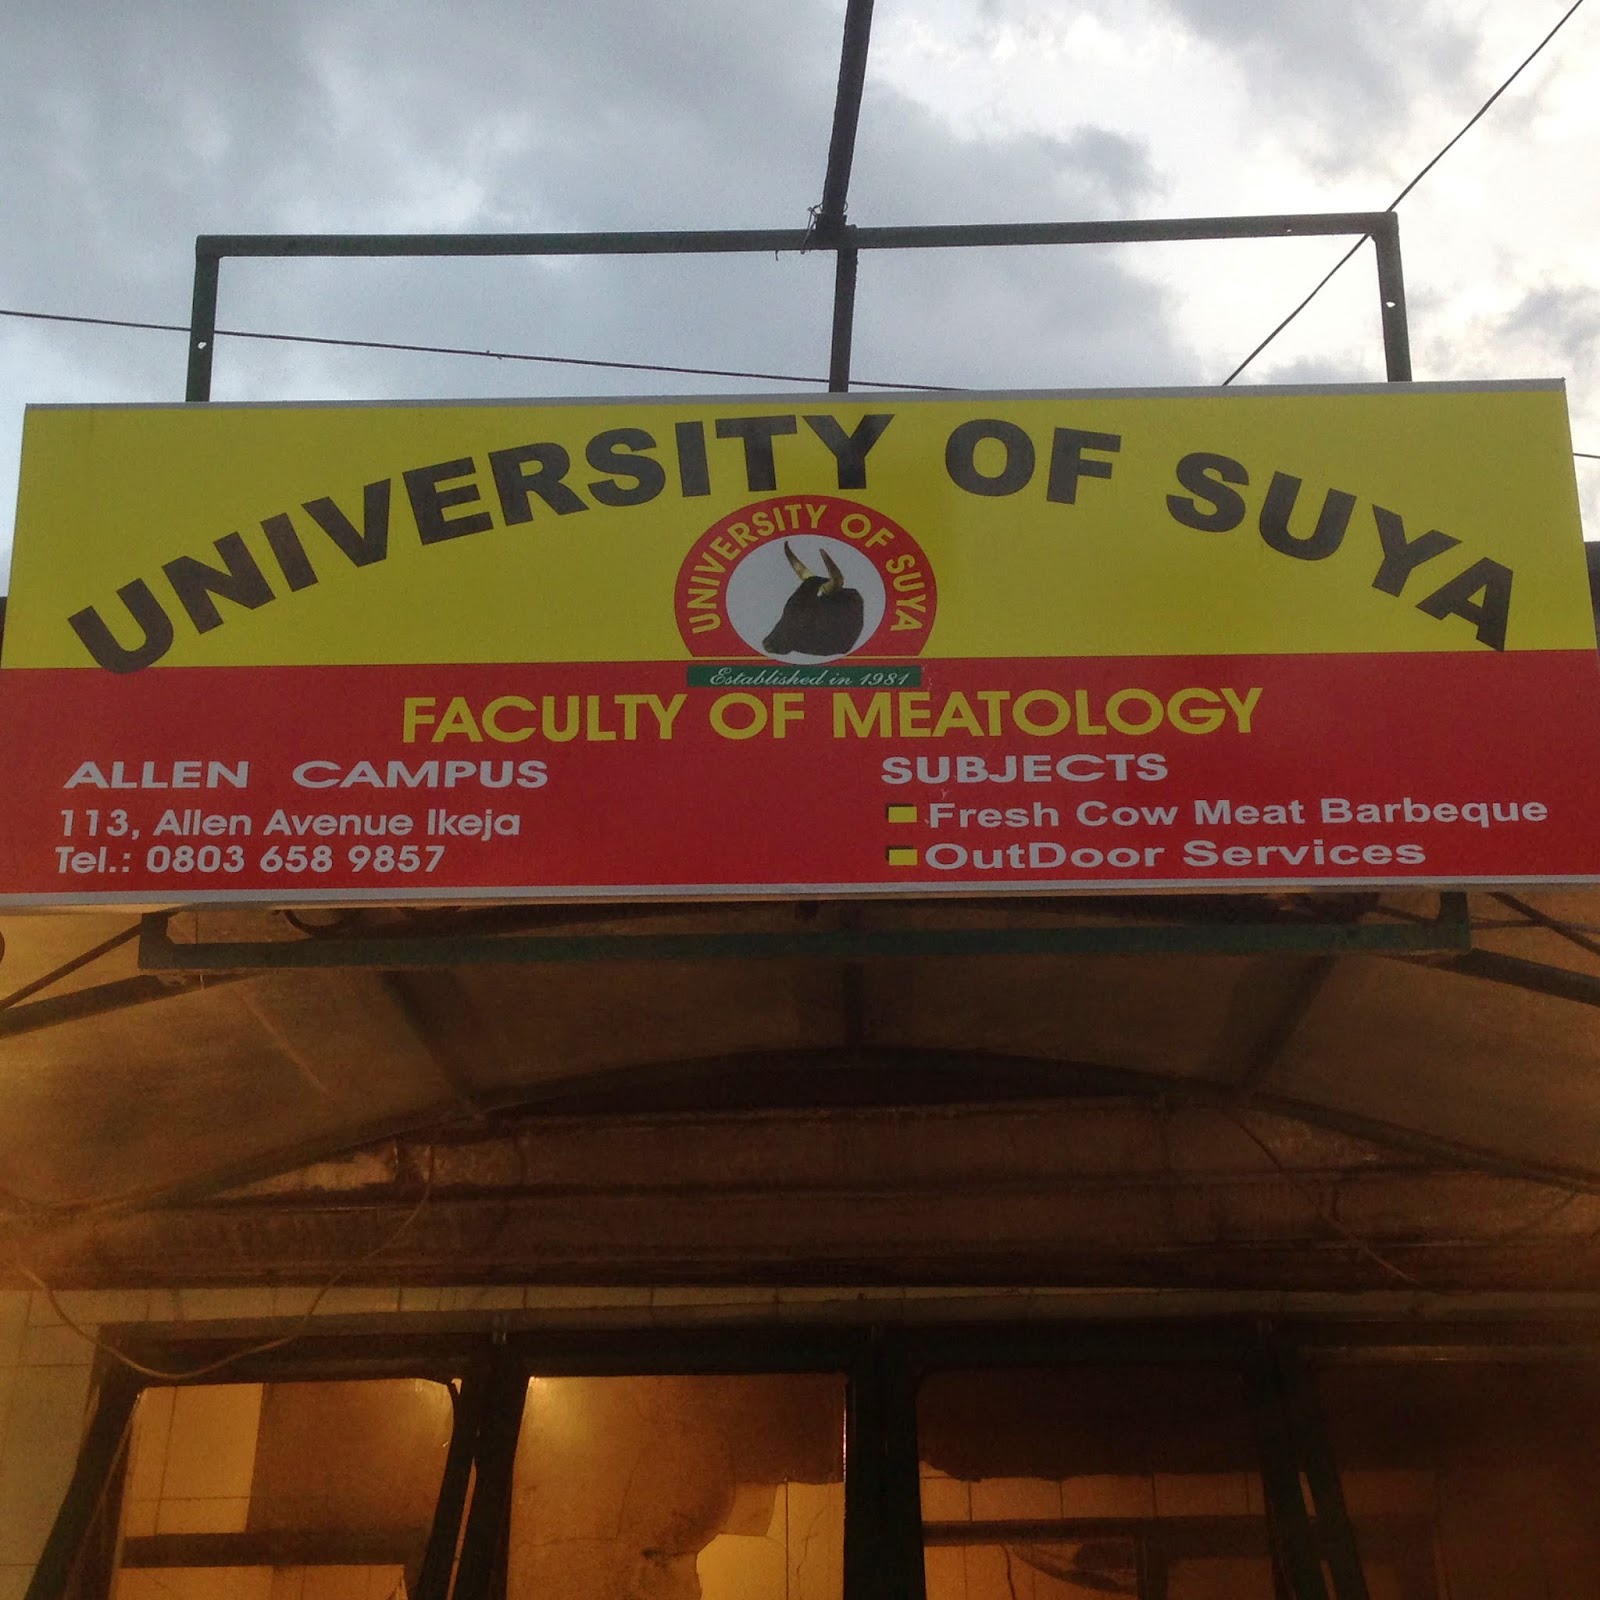 UNIVERSITY OF SUYA
UNIVERSITY OF SUYA
Established in 1981
FACULTY OF MEATOLOGY
ALLEN CAMPUS
113, Allen Avenue Ikeja
Tel.: 0803 658 9857
SUBJECTS
Fresh Cow Meat Barbeque
OutDoor Services